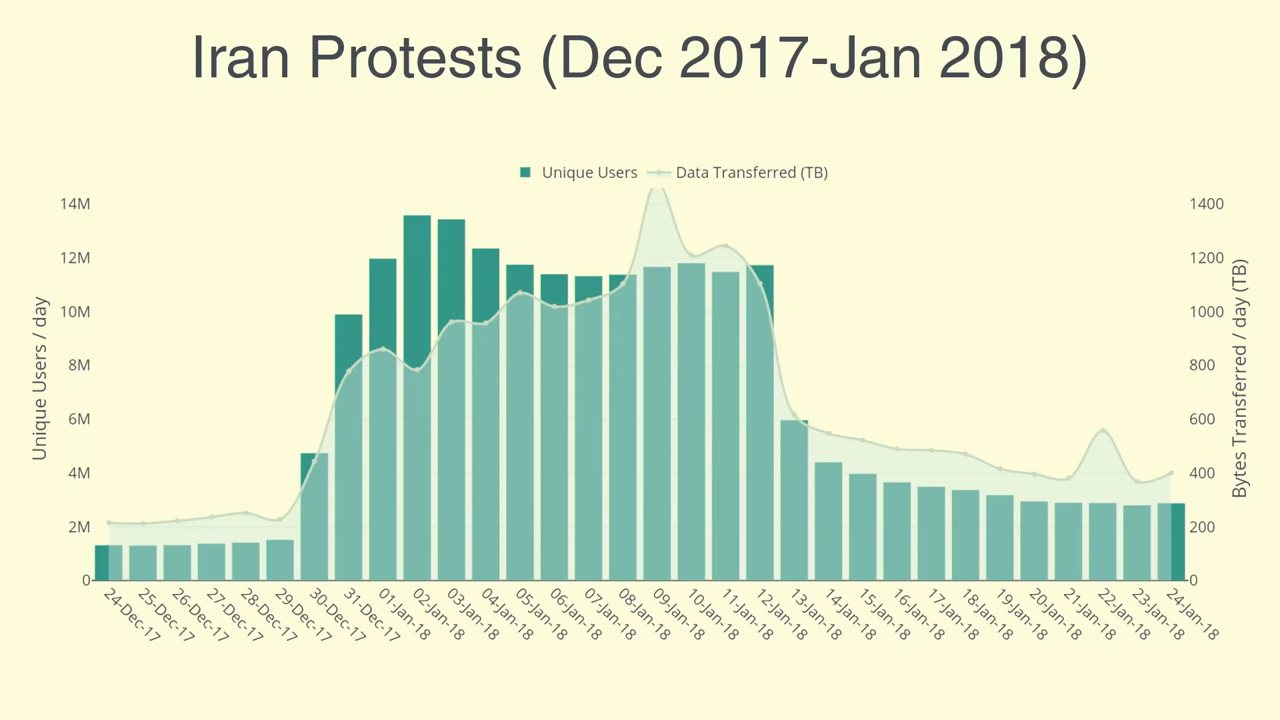 Iran Protests (Dec 2017-Jan 2018)
Unique Users
Data Transferred (TB)
14M
12M
10M
8M
6M
4M
2M
0
Unique Users / day
1400
1200
1000
800
600
400
200
0
Bytes Transferred / day (TB)
24-Dec-17
25-Dec-17
26-Dec-17
27-Dec-17
28-Dec-17
29-Dec-17
30-Dec-17
31-Dec-17
01-Jan-18
02-Jan-18
03-Jan-18
04-Jan-18
05-Jan-18
06-Jan-18
07-Jan-18
08-Jan-18
09-Jan-18
10-Jan-18
11-Jan-18
12-Jan-18
13-Jan-18
14-Jan-18
15-Jan-18
16-Jan-18
17-Jan-18
18-Jan-18
19-Jan-18
20-Jan-18
21-Jan-18
22-Jan-18
23-Jan-18
24-Jan-18